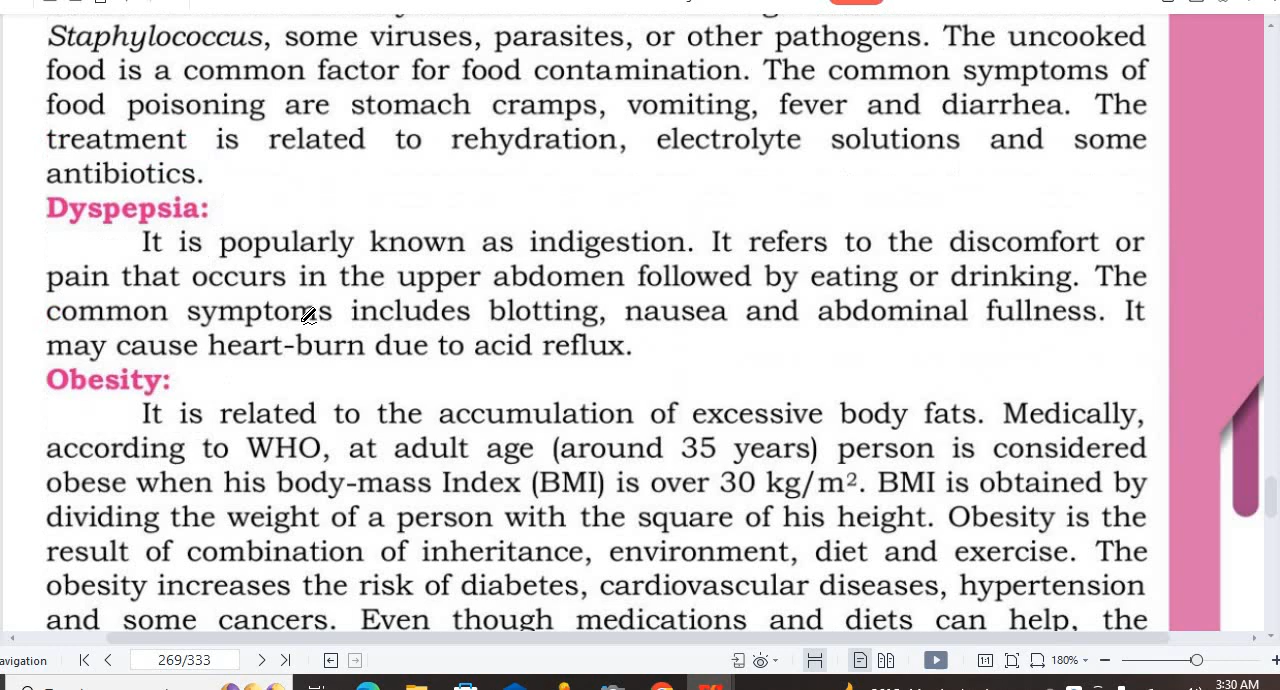 Staphylococcus, some viruses, parasites, or other pathogens. The uncooked
food is a common factor for food contamination. The common symptoms of
food poisoning are stomach cramps, vomiting, fever and diarrhea. The
treatment is related to rehydration, electrolyte solutions and some
antibiotics.
Dyspepsia:
It is popularly known as indigestion. It refers to the discomfort or
pain that occurs in the upper abdomen followed by eating or drinking. The
common symptoms includes blotting, nausea and abdominal fullness. It
may cause heart-burn due to acid reflux.
Obesity:
It is related to the accumulation of excessive body fats. Medically,
according to WHO, at adult age (around 35 years) person is considered
obese when his body-mass Index (BMI) is over 30 kg/m². BMI is obtained by
dividing the weight of a person with the square of his height. Obesity is the
result of combination of inheritance, environment, diet and exercise. The
obesity increases the risk of diabetes, cardiovascular diseases, hypertension
and some cancers. Even though medications and diets can help, the
avigation 269/333 1:1 180%
3:30 AM